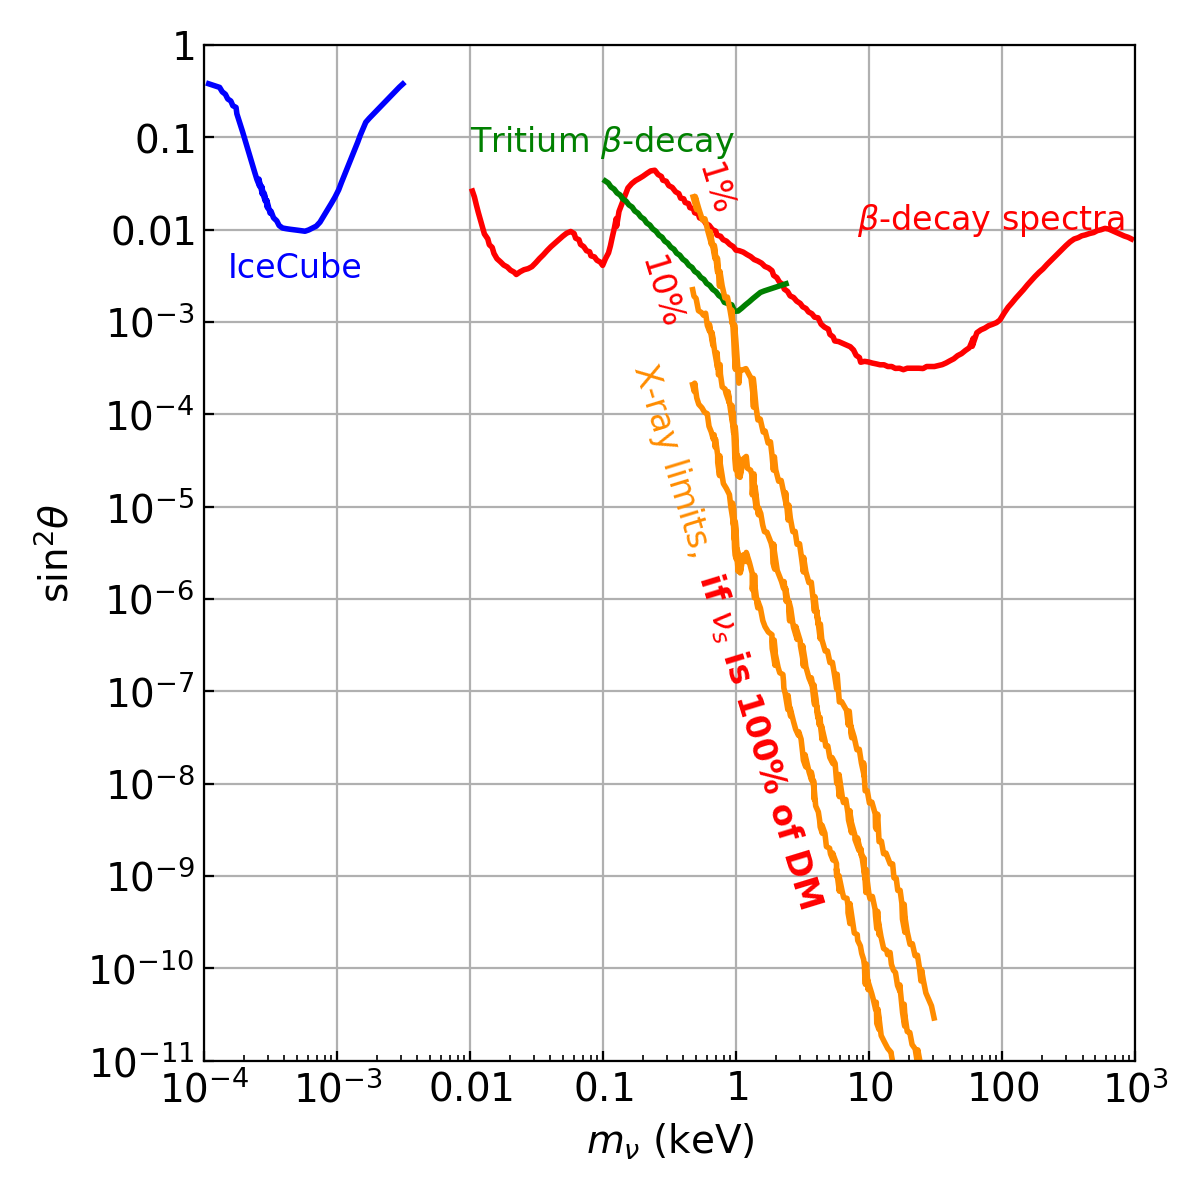 1
0.1
0.01
10⁻³
10⁻⁴
10⁻⁵
10⁻⁶
10⁻⁷
10⁻⁸
10⁻⁹
10⁻¹⁰
10⁻¹¹
sin²θ
IceCube
Tritium β-decay
β-decay spectra
1%
10%
X-ray limits, if νₛ is 100% of DM
10⁻⁴ 10⁻³ 0.01 0.1 1 10 100 10³
mᵥ (keV)